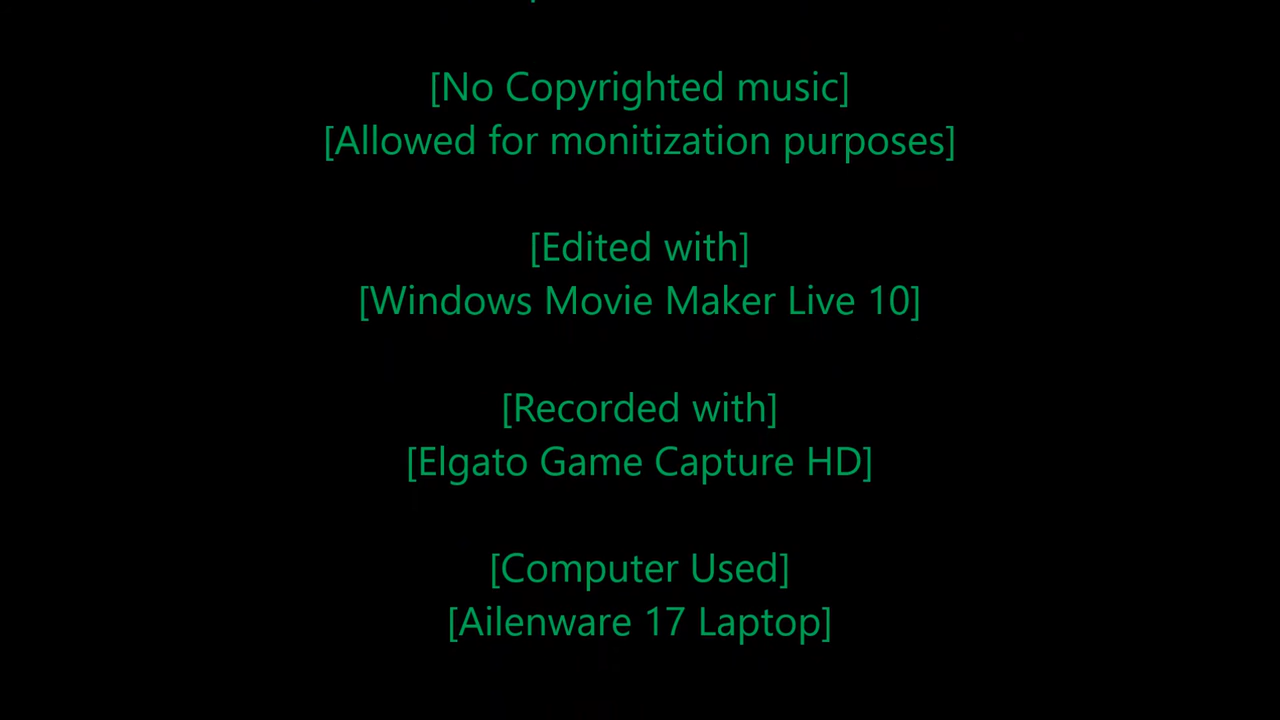 [No Copyrighted music]
[Allowed for monitization purposes]
[Edited with]
[Windows Movie Maker Live 10]
[Recorded with]
[Elgato Game Capture HD]
[Computer Used]
[Ailenware 17 Laptop]